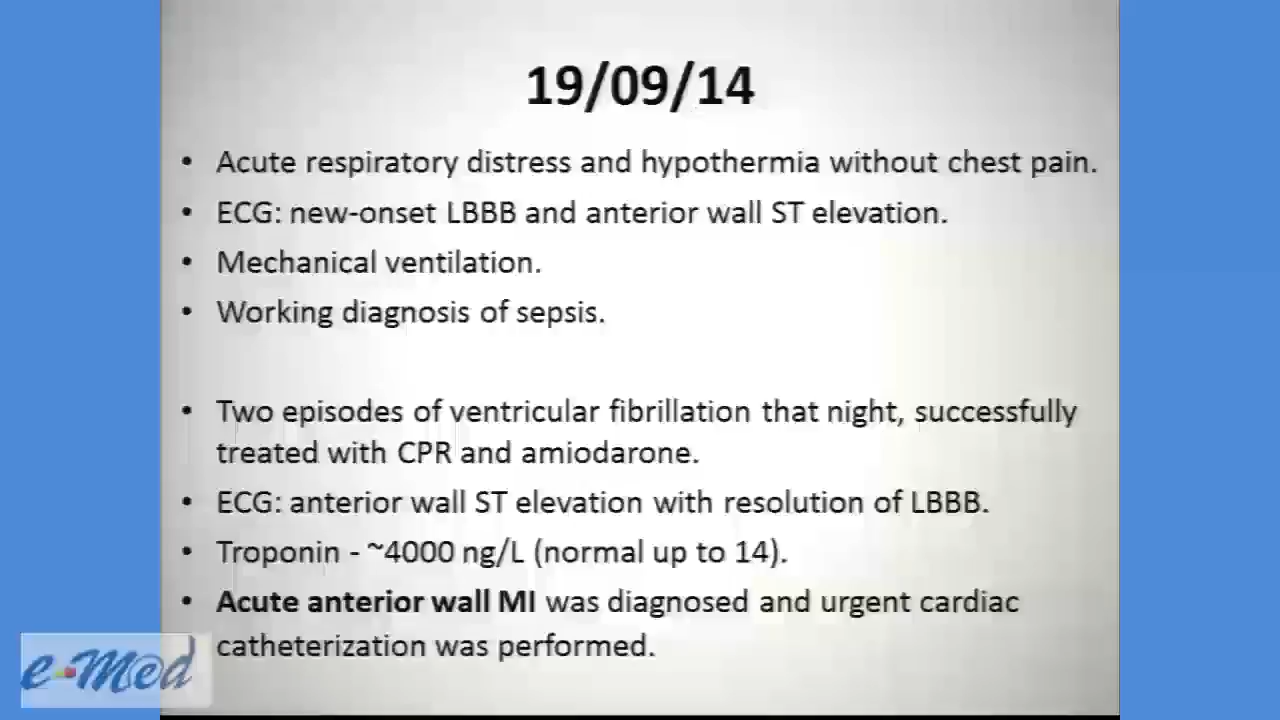 19/09/14
• Acute respiratory distress and hypothermia without chest pain.
• ECG: new-onset LBBB and anterior wall ST elevation.
• Mechanical ventilation.
• Working diagnosis of sepsis.
• Two episodes of ventricular fibrillation that night, successfully
treated with CPR and amiodarone.
• ECG: anterior wall ST elevation with resolution of LBBB.
• Troponin - ~4000 ng/L (normal up to 14).
• Acute anterior wall MI was diagnosed and urgent cardiac
catheterization was performed.
e-Med